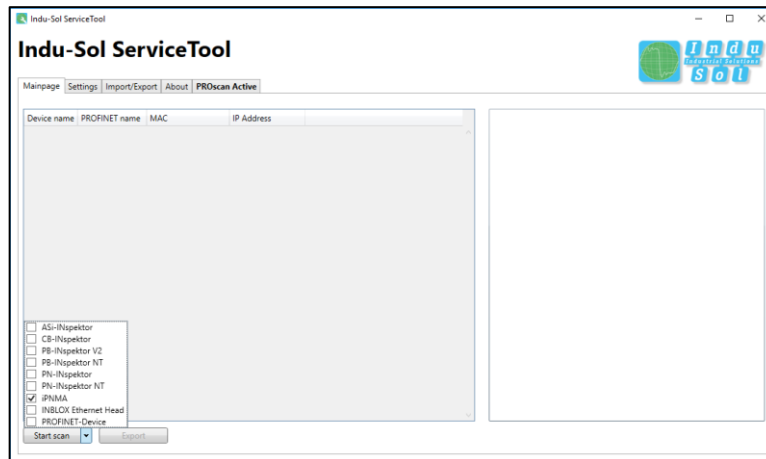 Indu-Sol ServiceTool
Indu-Sol ServiceTool
Indu
Industrial Solutions
Sol
Mainpage Settings Import/Export About PROscan Active
Device name PROFINET name MAC IP Address
ASi-INspektor
CB-INspektor
PB-INspektor V2
PB-INspektor NT
PN-INspektor
PN-INspektor NT
iPNMA
INBLOX Ethernet Head
PROFINET-Device
Start scan Export